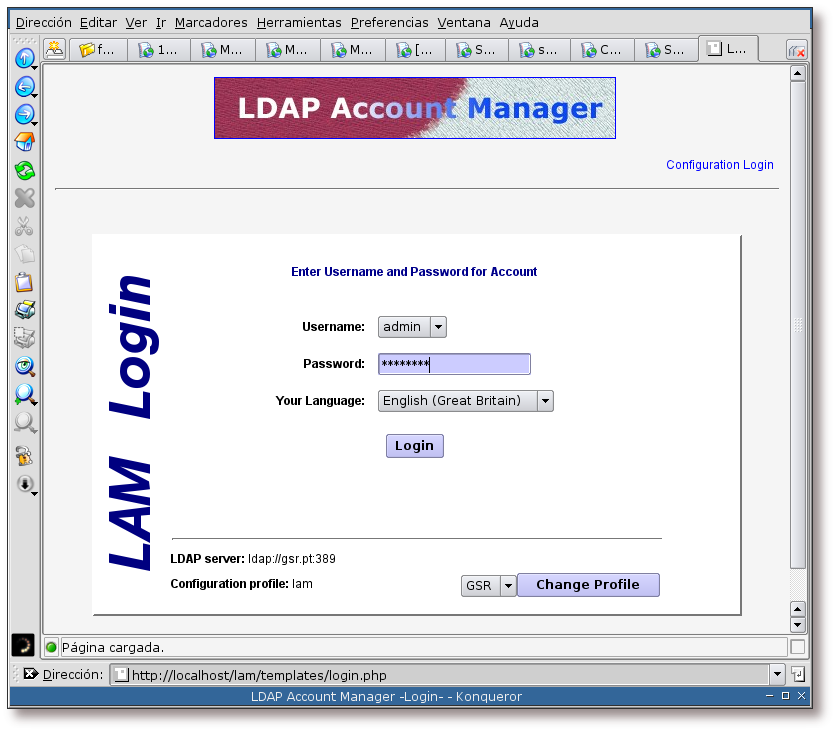 Dirección Editar Ver Ir Marcadores Herramientas Preferencias Ventana Ayuda
f... 1... M... M... M... [... S... s... C... S... L...
LDAP Account Manager
Configuration Login
LAM Login
Enter Username and Password for Account
Username: admin
Password: ********
Your Language: English (Great Britain)
Login
LDAP server: ldap://gsr.pt:389
Configuration profile: lam GSR Change Profile
Página cargada.
Dirección: http://localhost/lam/templates/login.php
LDAP Account Manager -Login- - Konqueror